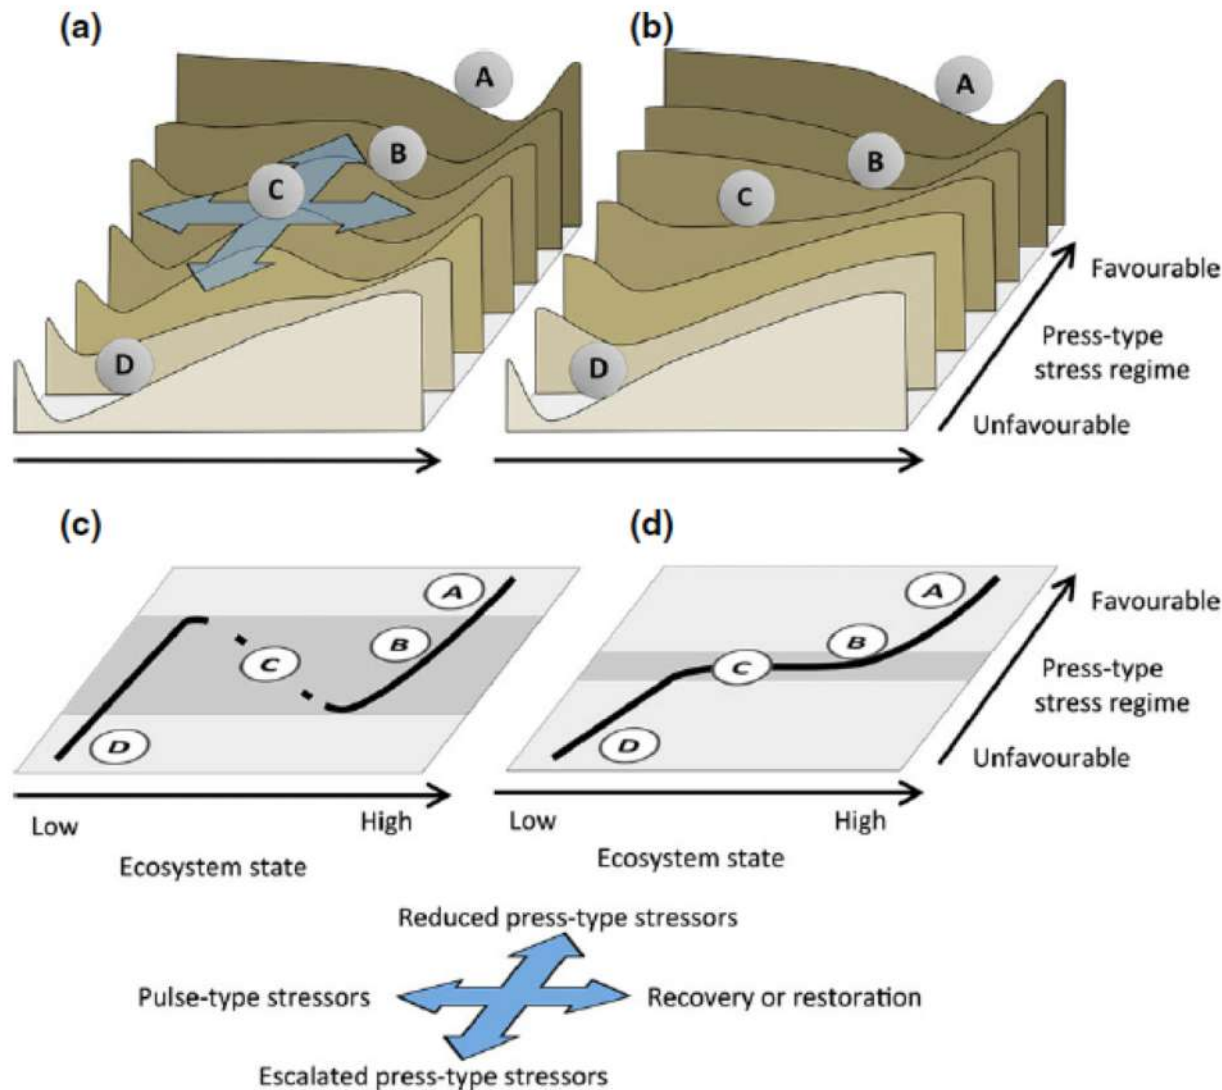 (a)
(b)
A
B
C
D
A
B
C
D
Favourable
Press-type
stress regime
Unfavourable
(c)
(d)
A
B
C
D
A
B
C
D
Favourable
Press-type
stress regime
Unfavourable
Low
High
Ecosystem state
Low
High
Ecosystem state
Reduced press-type stressors
Pulse-type stressors
Recovery or restoration
Escalated press-type stressors